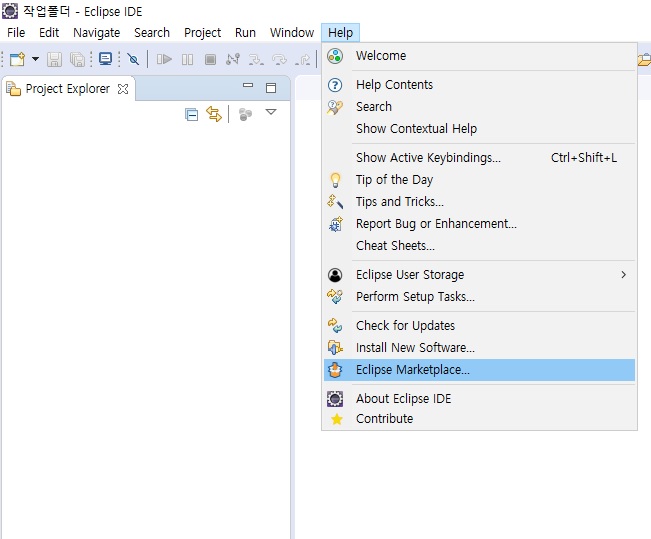 작업폴더 - Eclipse IDE
File Edit Navigate Search Project Run Window Help
Project Explorer
Welcome
Help Contents
Search
Show Contextual Help
Show Active Keybindings... Ctrl+Shift+L
Tip of the Day
Tips and Tricks...
Report Bug or Enhancement...
Cheat Sheets...
Eclipse User Storage
Perform Setup Tasks...
Check for Updates
Install New Software...
Eclipse Marketplace...
About Eclipse IDE
Contribute